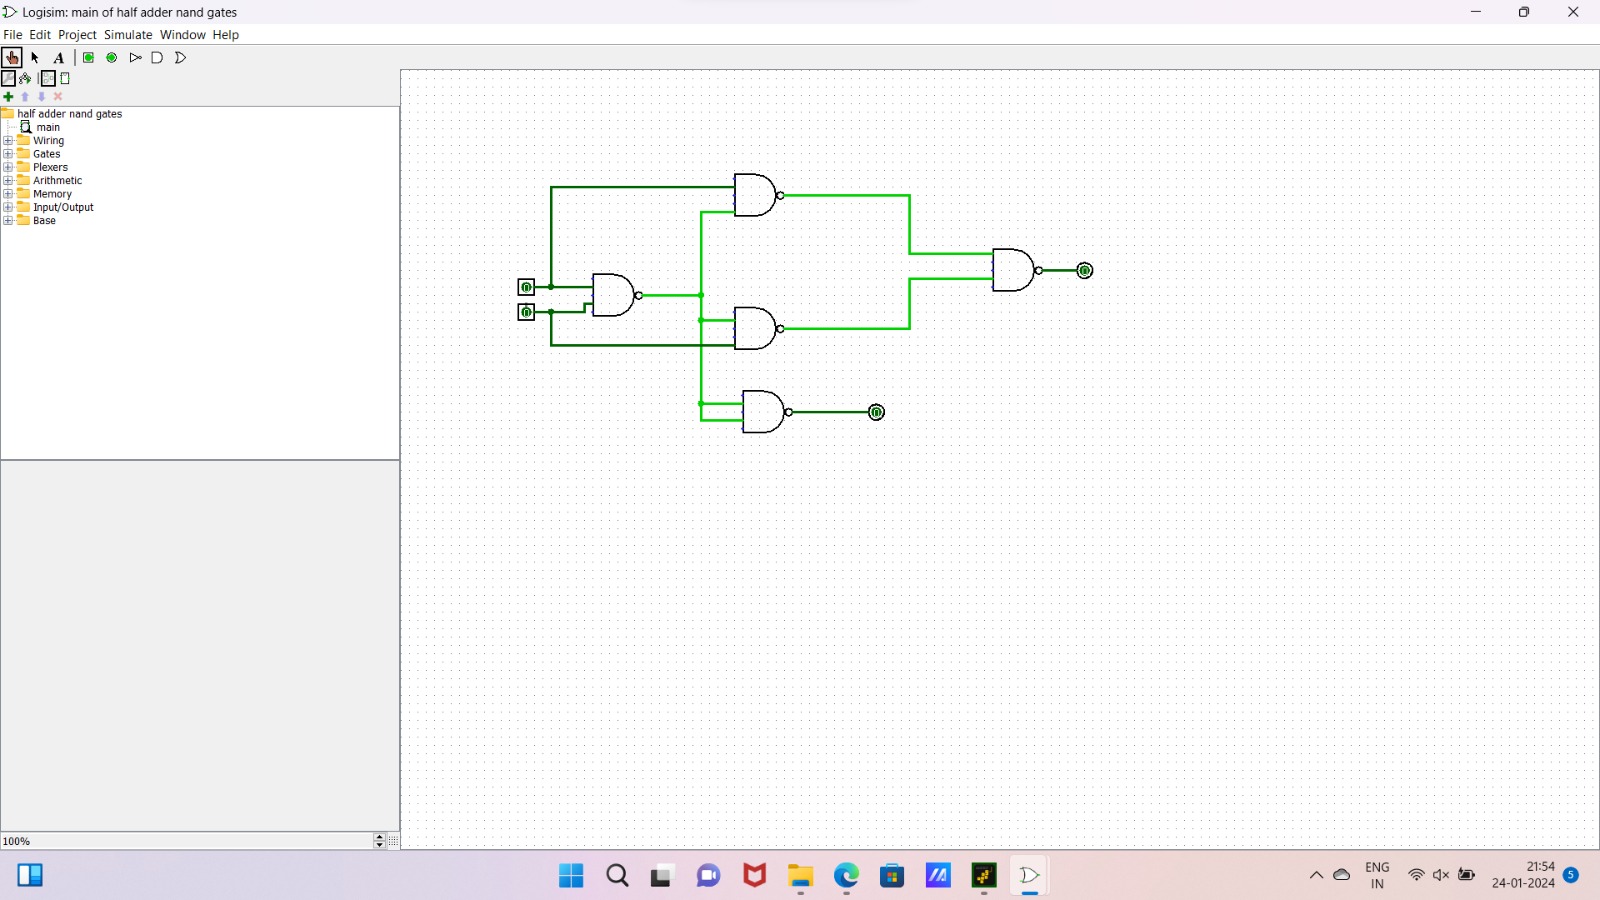 Logisim: main of half adder nand gates
File Edit Project Simulate Window Help
A
half adder nand gates
main
Wiring
Gates
Plexers
Arithmetic
Memory
Input/Output
Base
0
0
0
0
100%
ENG
IN
21:54
24-01-2024
5